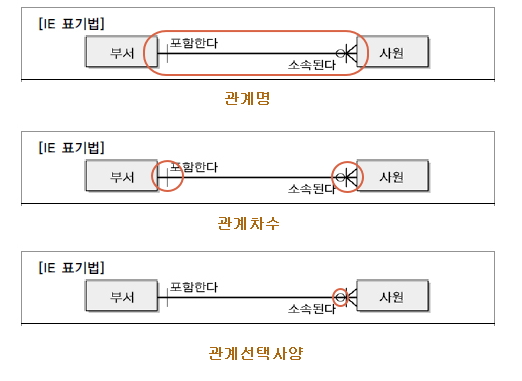 [IE 표기법]
부서 포함한다 사원
소속된다
관계명
[IE 표기법]
부서 포함한다 사원
소속된다
관계차수
[IE 표기법]
부서 포함한다 사원
소속된다
관계선택사양